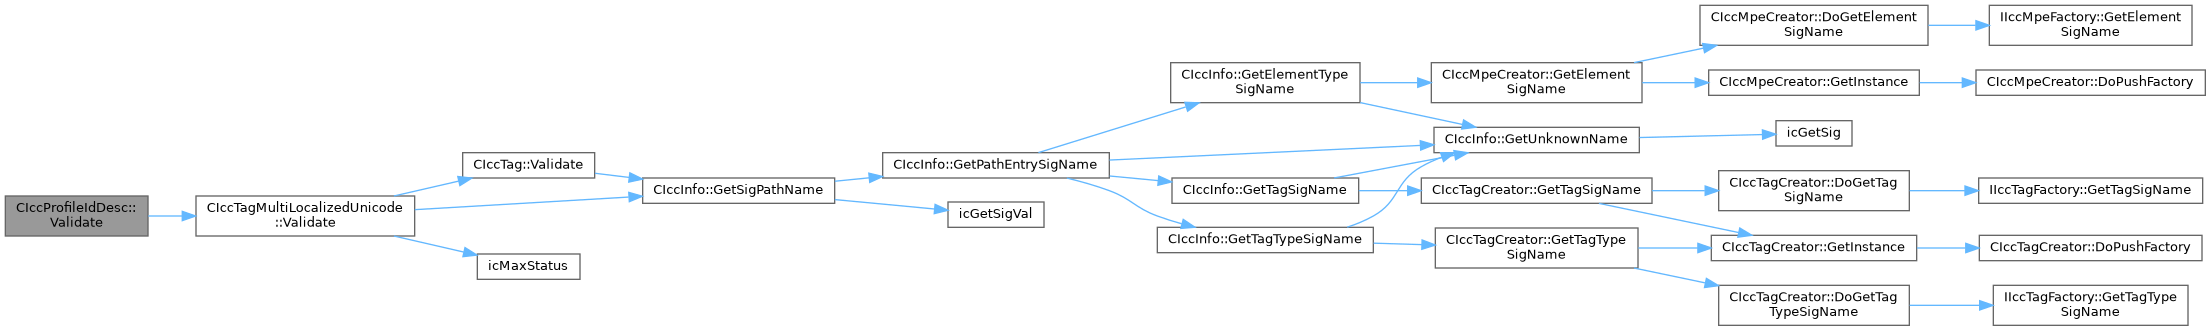 CIccProfileIdDesc::
Validate
CIccTagMultiLocalizedUnicode
::Validate
CIccTag::Validate
icMaxStatus
CIccInfo::GetSigPathName
CIccInfo::GetPathEntrySigName
icGetSigVal
CIccInfo::GetElementType
SigName
CIccInfo::GetTagSigName
CIccInfo::GetTagTypeSigName
CIccMpeCreator::GetElement
SigName
CIccInfo::GetUnknownName
CIccTagCreator::GetTagSigName
CIccTagCreator::GetTagType
SigName
CIccMpeCreator::DoGetElement
SigName
CIccMpeCreator::GetInstance
icGetSig
CIccTagCreator::DoGetTag
SigName
CIccTagCreator::GetInstance
CIccTagCreator::DoGetTag
TypeSigName
IIccMpeFactory::GetElement
SigName
CIccMpeCreator::DoPushFactory
IIccTagFactory::GetTagSigName
CIccTagCreator::DoPushFactory
IIccTagFactory::GetTagType
SigName